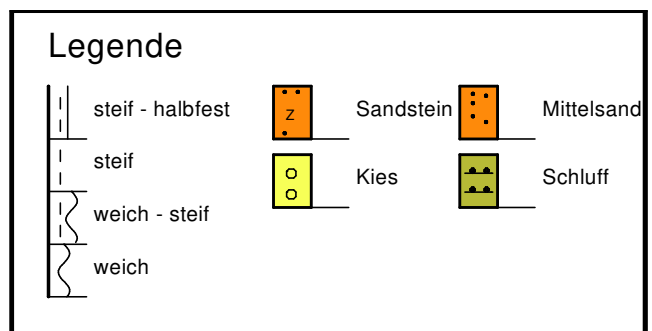 Legende
steif - halbfest
steif
weich - steif
weich
Z
Sandstein
Kies
Mittelsand
Schluff